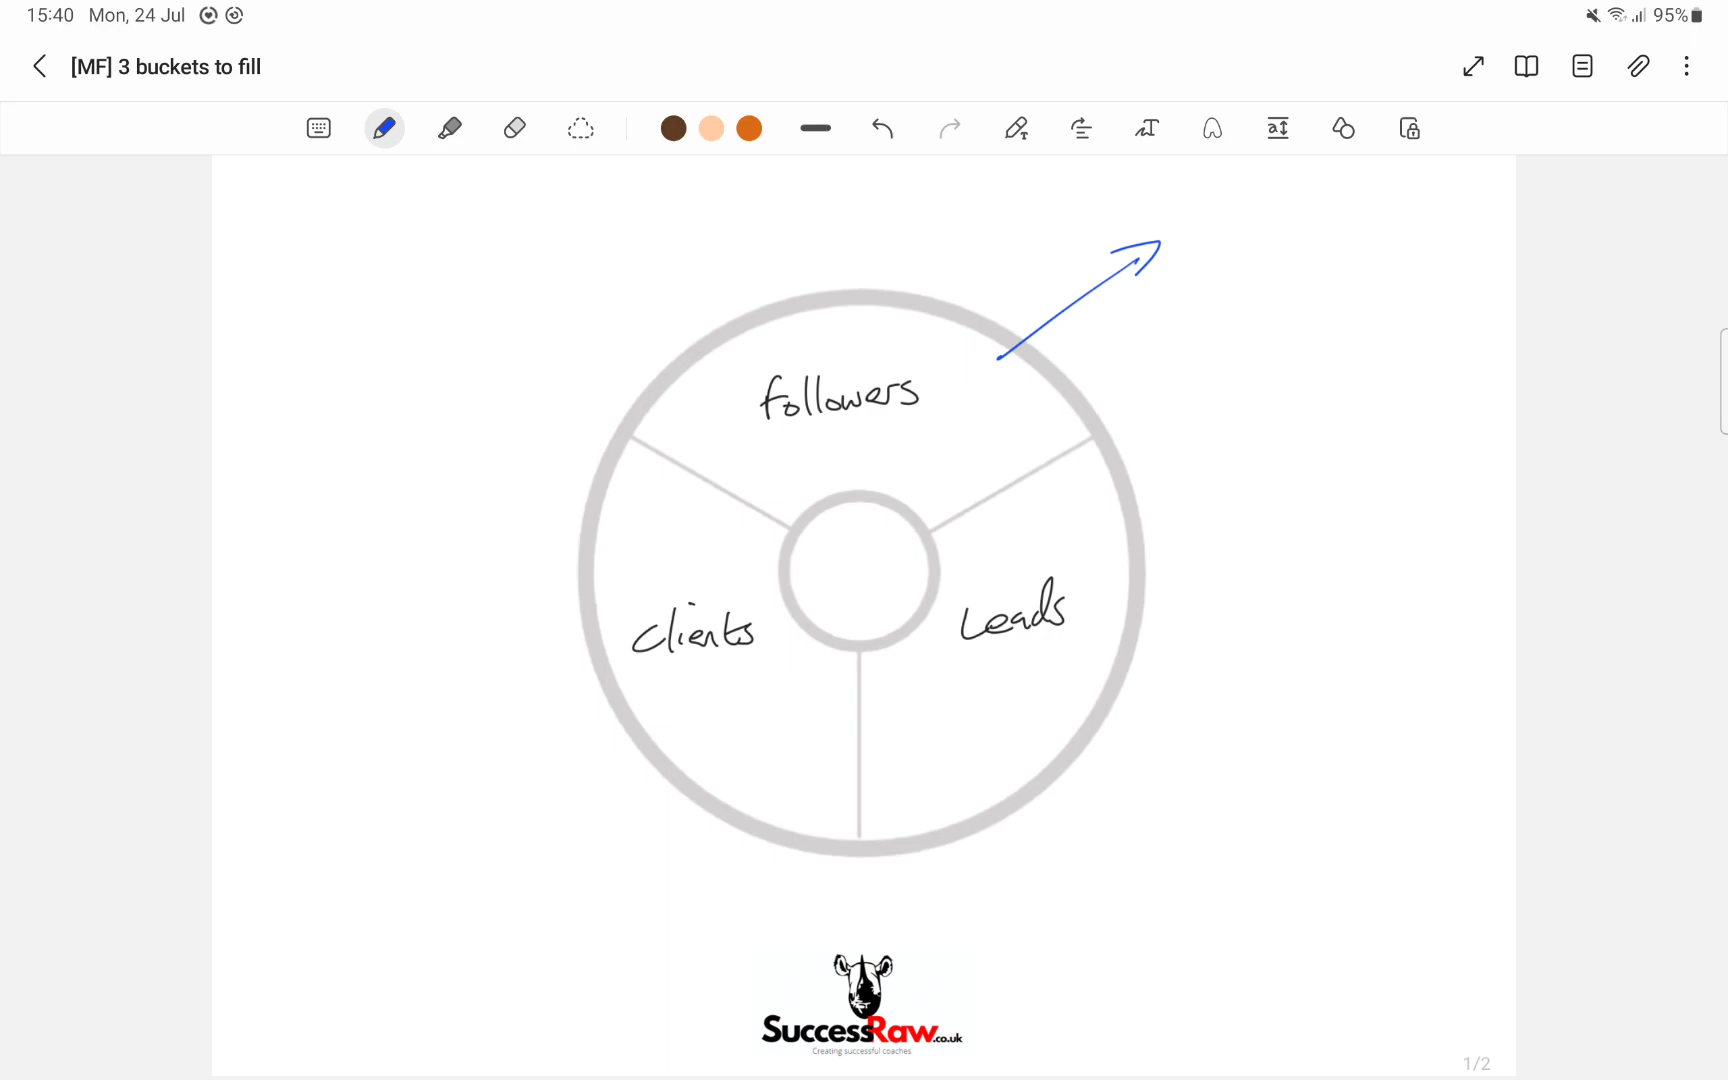 15:40 Mon, 24 Jul 95%
[MF] 3 buckets to fill
followers
clients
Leads
SuccessRaw.co.uk
Creating successful coaches
1/2